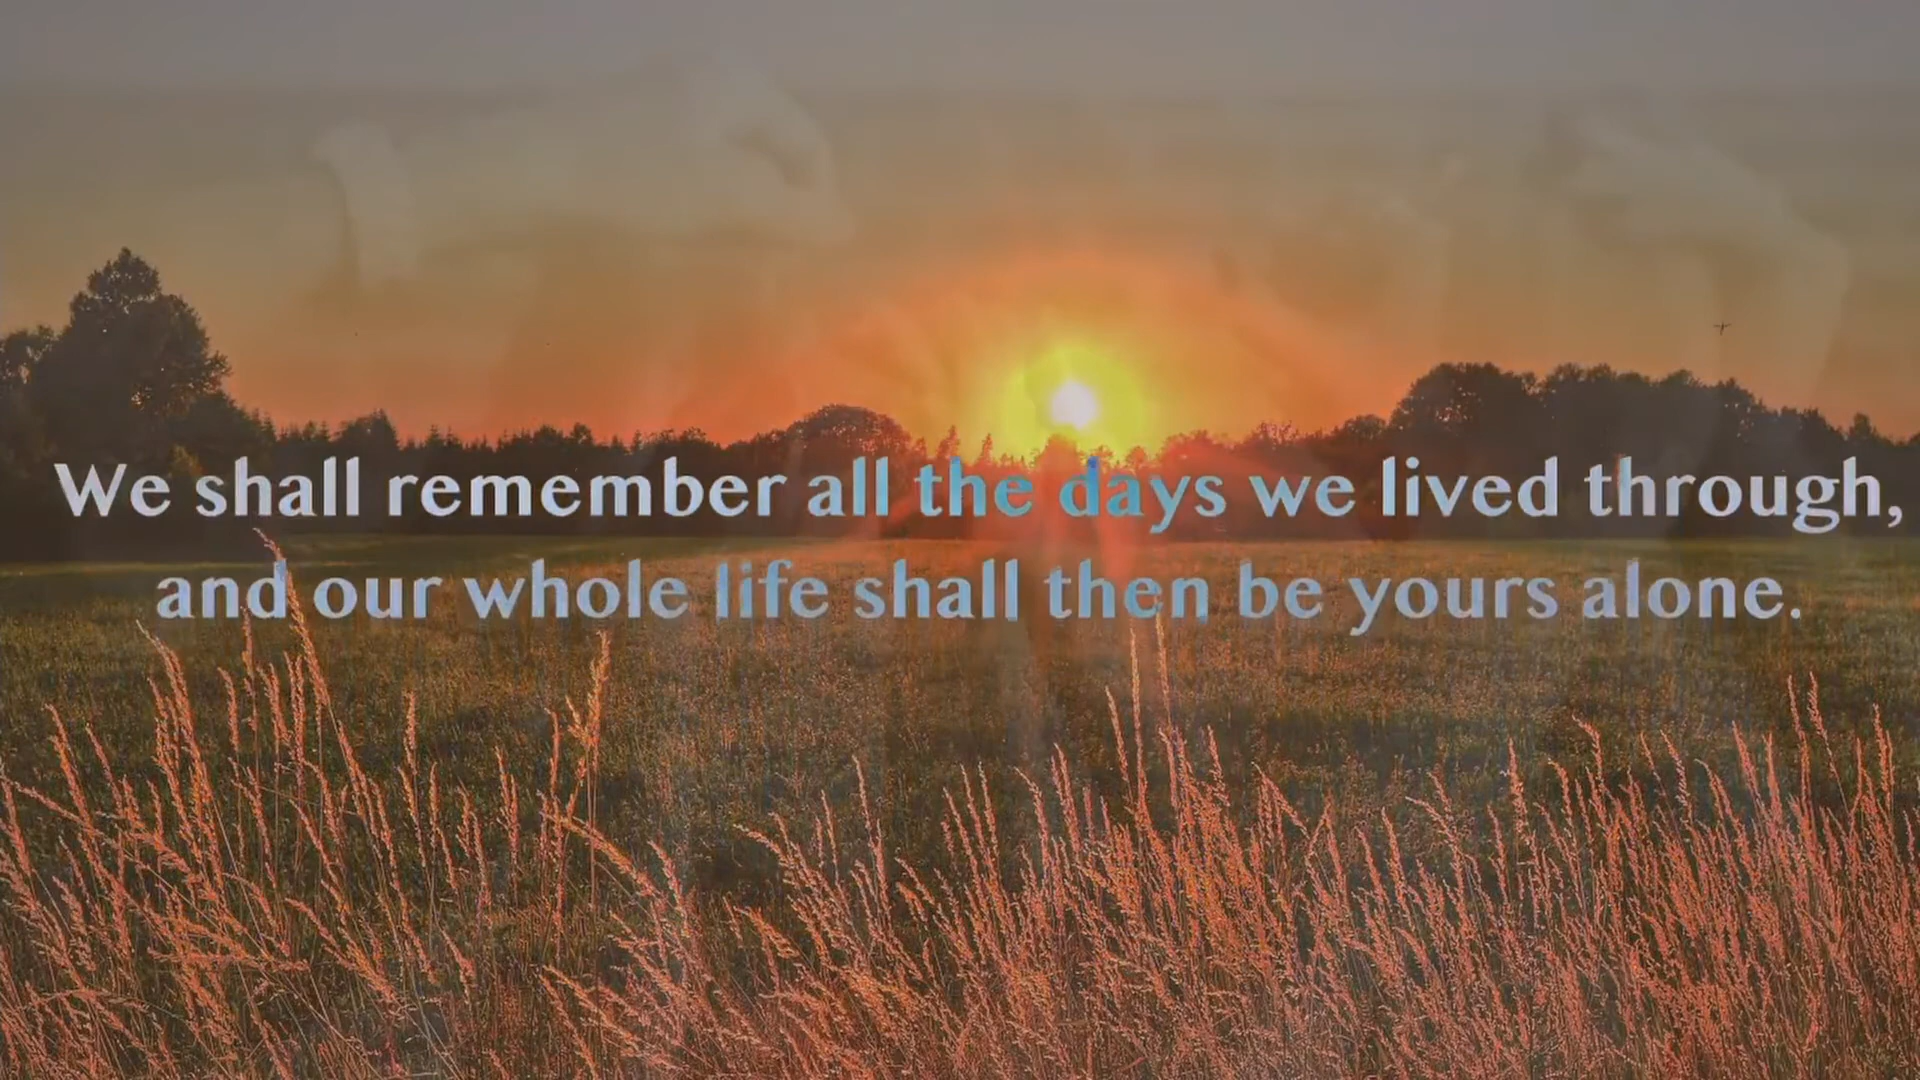 We shall remember all the days we lived through,
and our whole life shall then be yours alone.